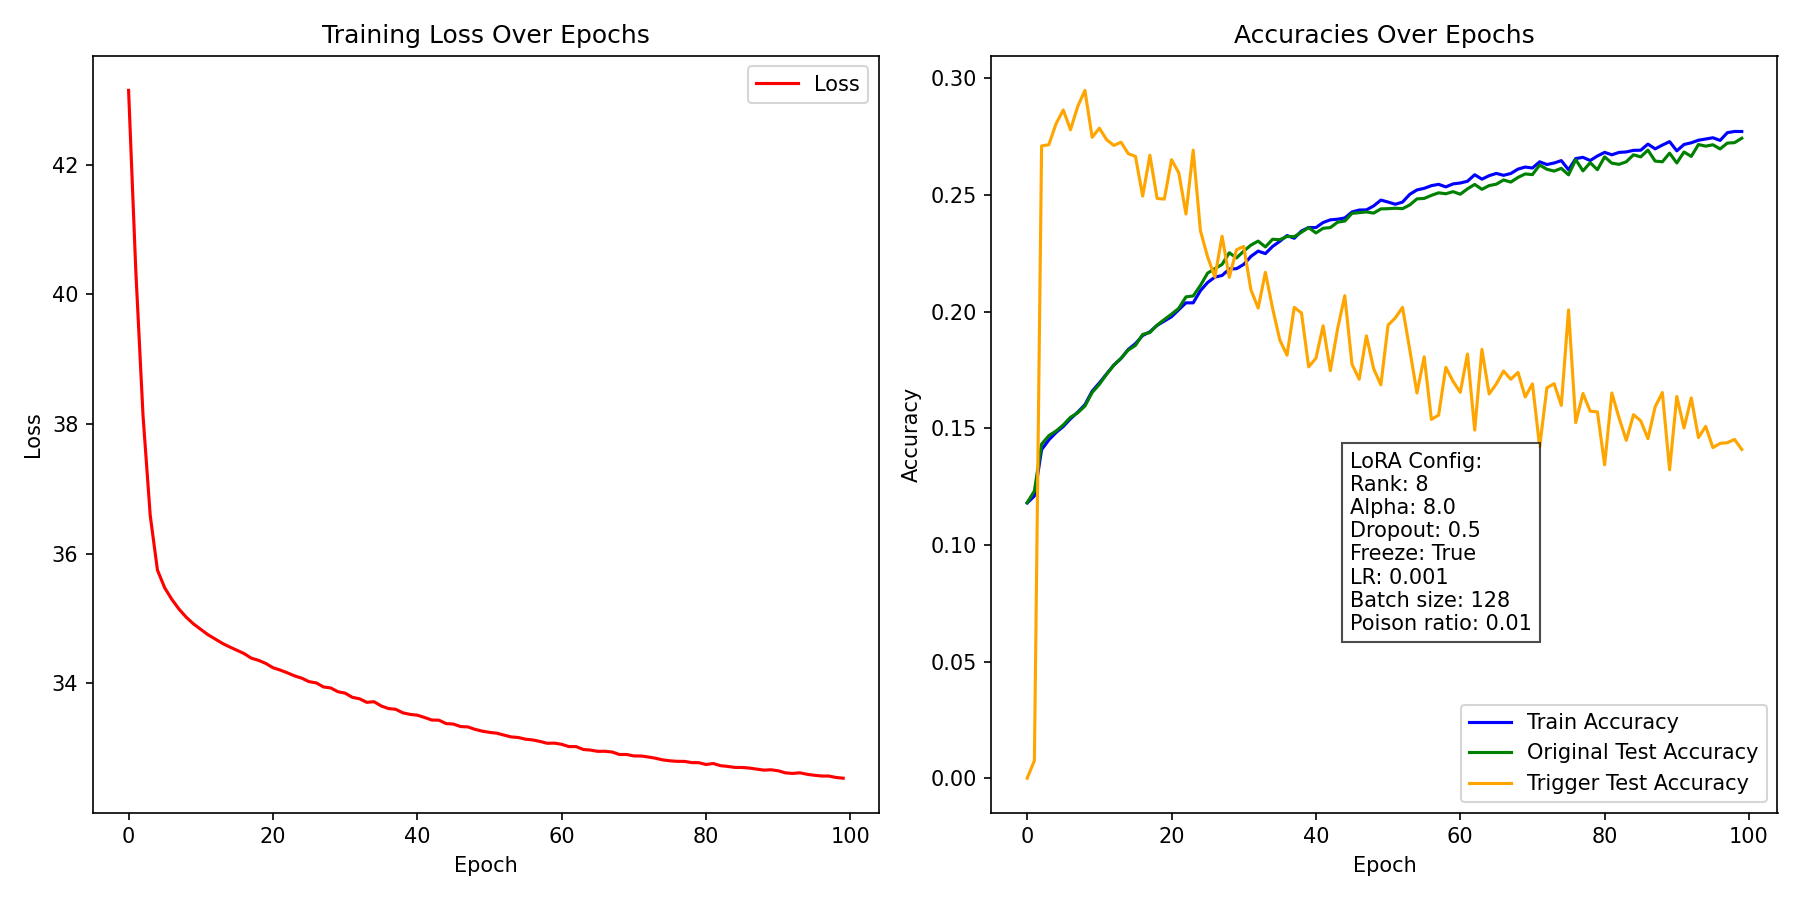 Training Loss Over Epochs
Loss
42
40
38
36
34
Loss
0
20
40
60
80
100
Epoch
Accuracies Over Epochs
0.30
0.25
0.20
0.15
0.10
0.05
0.00
Accuracy
LoRA Config:
Rank: 8
Alpha: 8.0
Dropout: 0.5
Freeze: True
LR: 0.001
Batch size: 128
Poison ratio: 0.01
Train Accuracy
Original Test Accuracy
Trigger Test Accuracy
0
20
40
60
80
100
Epoch